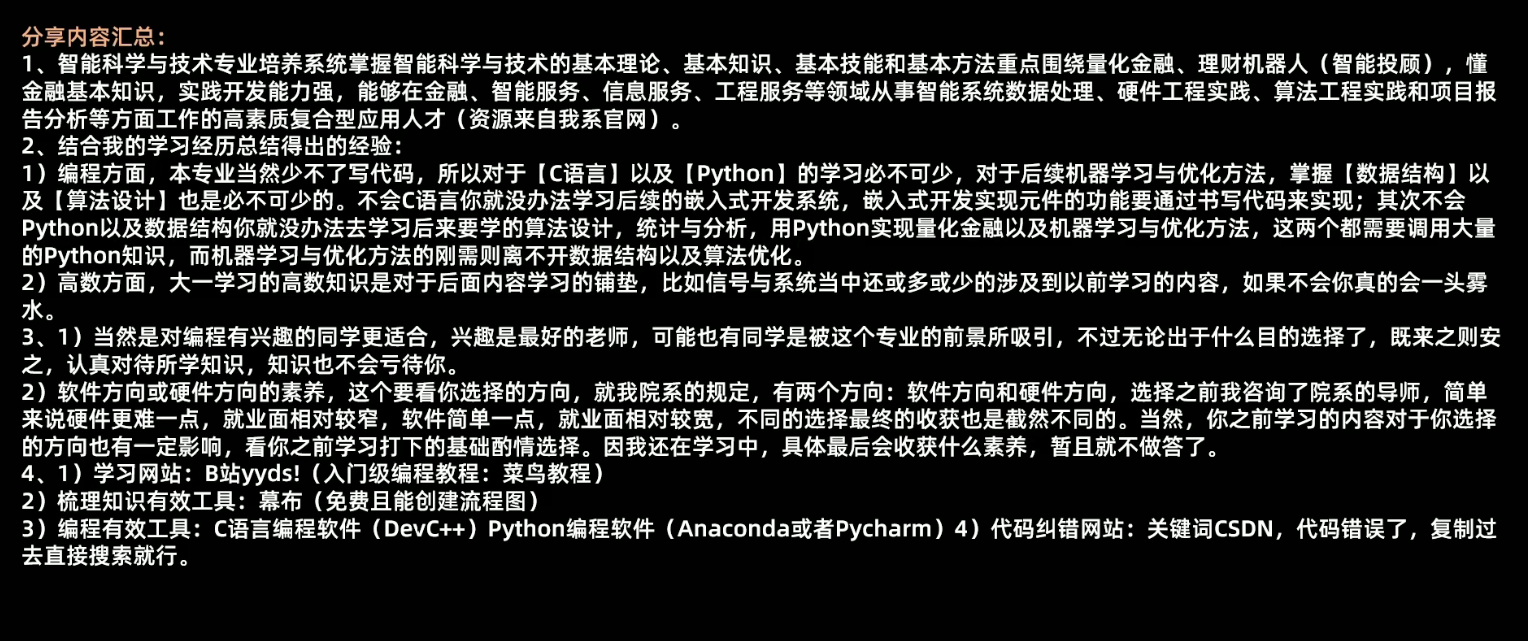 分享内容汇总：
1、智能科学与技术专业培养系统掌握智能科学与技术的基本理论、基本知识、基本技能和基本方法重点围绕量化金融、理财机器人（智能投顾），懂
金融基本知识，实践开发能力强，能够在金融、智能服务、信息服务、工程服务等领域从事智能系统数据处理、硬件工程实践、算法工程实践和项目报
告分析等方面工作的高素质复合型应用人才（资源来自我系官网）。
2、结合我的学习经历总结得出的经验：
1）编程方面，本专业当然少不了写代码，所以对于【C语言】以及【Python】的学习必不可少，对于后续机器学习与优化方法，掌握【数据结构】以
及【算法设计】也是必不可少的。不会C语言你就没办法学习后续的嵌入式开发系统，嵌入式开发实现元件的功能要通过书写代码来实现；其次不会
Python以及数据结构你就没办法去学习后来要学的算法设计，统计与分析，用Python实现量化金融以及机器学习与优化方法，这两个都需要调用大量
的Python知识，而机器学习与优化方法的刚需则离不开数据结构以及算法优化。
2）高数方面，大一学习的高数知识是对于后面内容学习的铺垫，比如信号与系统当中还或多或少的涉及到以前学习的内容，如果不会你真的会一头雾
水。
3、1）当然是对编程有兴趣的同学更适合，兴趣是最好的老师，可能也有同学是被这个专业的前景所吸引，不过无论出于什么目的选择了，既来之则安
之，认真对待所学知识，知识也不会亏待你。
2）软件方向或硬件方向的素养，这个要看你选择的方向，就我院系的规定，有两个方向：软件方向和硬件方向，选择之前我咨询了院系的导师，简单
来说硬件更难一点，就业面相对较窄，软件简单一点，就业面相对较宽，不同的选择最终的收获也是截然不同的。当然，你之前学习的内容对于你选择
的方向也有一定影响，看你之前学习打下的基础酌情选择。因我还在学习中，具体最后会收获什么素养，暂且就不做答了。
4、1）学习网站：B站yyds!（入门级编程教程：菜鸟教程）
2）梳理知识有效工具：幕布（免费且能创建流程图）
3）编程有效工具：C语言编程软件（DevC++）Python编程软件（Anaconda或者Pycharm）4）代码纠错网站：关键词CSDN，代码错误了，复制过
去直接搜索就行。